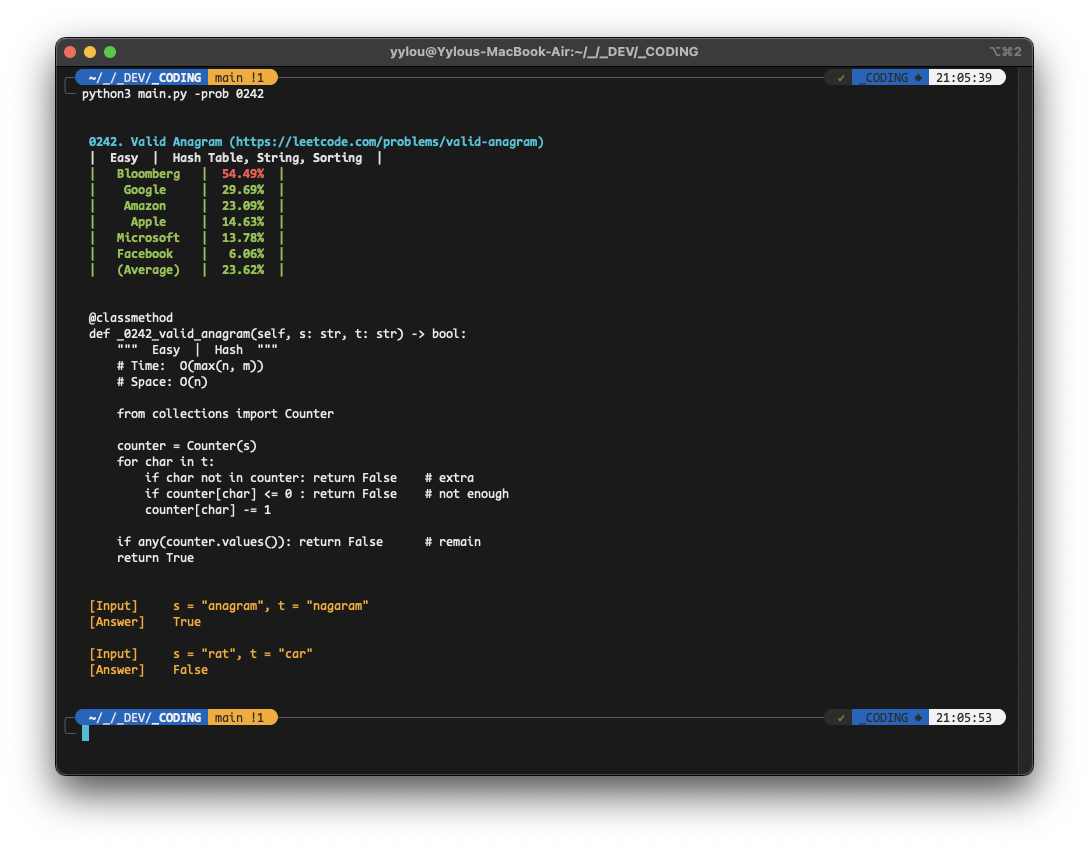 yylou@Yylous-MacBook-Air:~/_/_DEV/_CODING ⌥⌘2
~/_/_DEV/_CODING main !1 ✔ _CODING ◆ 21:05:39
python3 main.py -prob 0242
0242. Valid Anagram (https://leetcode.com/problems/valid-anagram)
| Easy | Hash Table, String, Sorting |
| Bloomberg | 54.49% |
| Google | 29.69% |
| Amazon | 23.09% |
| Apple | 14.63% |
| Microsoft | 13.78% |
| Facebook | 6.06% |
| (Average) | 23.62% |
@classmethod
def _0242_valid_anagram(self, s: str, t: str) -> bool:
    """  Easy  |  Hash  """
    # Time:  O(max(n, m))
    # Space: O(n)
    from collections import Counter
    counter = Counter(s)
    for char in t:
        if char not in counter: return False    # extra
        if counter[char] <= 0 : return False    # not enough
        counter[char] -= 1
    if any(counter.values()): return False      # remain
    return True
[Input]     s = "anagram", t = "nagaram"
[Answer]    True
[Input]     s = "rat", t = "car"
[Answer]    False
~/_/_DEV/_CODING main !1 ✔ _CODING ◆ 21:05:53